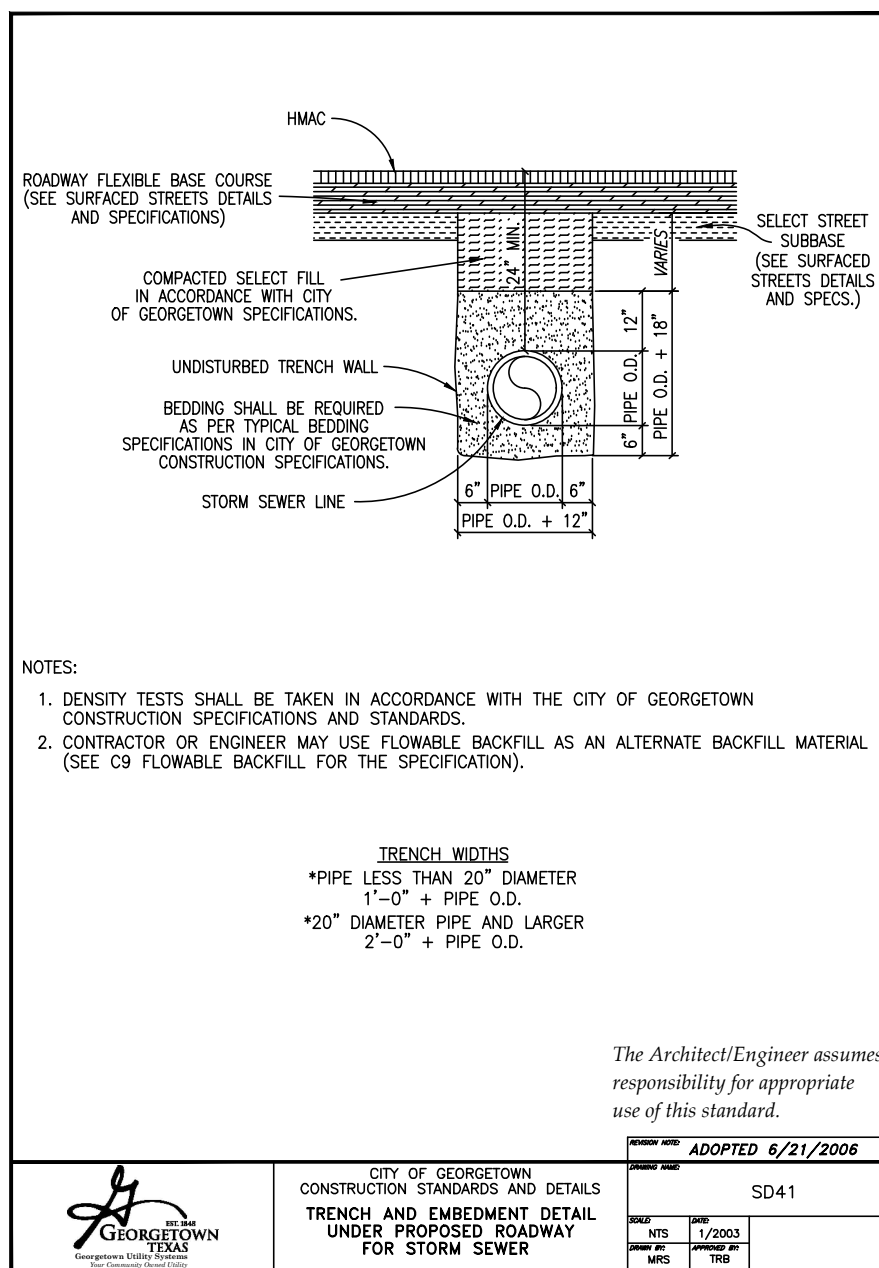 HMAC
ROADWAY FLEXIBLE BASE COURSE
(SEE SURFACED STREETS DETAILS
AND SPECIFICATIONS)
SELECT STREET
SUBBASE
(SEE SURFACED
STREETS DETAILS
AND SPECS.)
24" MIN.
VARIES
COMPACTED SELECT FILL
IN ACCORDANCE WITH CITY
OF GEORGETOWN SPECIFICATIONS.
12"
PIPE O.D.
6"
PIPE O.D. + 18"
UNDISTURBED TRENCH WALL
BEDDING SHALL BE REQUIRED
AS PER TYPICAL BEDDING
SPECIFICATIONS IN CITY OF GEORGETOWN
CONSTRUCTION SPECIFICATIONS.
STORM SEWER LINE
6" PIPE O.D. 6"
PIPE O.D. + 12"
NOTES:
1. DENSITY TESTS SHALL BE TAKEN IN ACCORDANCE WITH THE CITY OF GEORGETOWN
CONSTRUCTION SPECIFICATIONS AND STANDARDS.
2. CONTRACTOR OR ENGINEER MAY USE FLOWABLE BACKFILL AS AN ALTERNATE BACKFILL MATERIAL
(SEE C9 FLOWABLE BACKFILL FOR THE SPECIFICATION).
TRENCH WIDTHS
*PIPE LESS THAN 20" DIAMETER
1'-0" + PIPE O.D.
*20" DIAMETER PIPE AND LARGER
2'-0" + PIPE O.D.
The Architect/Engineer assumes
responsibility for appropriate
use of this standard.
EST. 1848
GEORGETOWN
TEXAS
Georgetown Utility Systems
Your Community Owned Utility
CITY OF GEORGETOWN
CONSTRUCTION STANDARDS AND DETAILS
TRENCH AND EMBEDMENT DETAIL
UNDER PROPOSED ROADWAY
FOR STORM SEWER
REVISION NOTE:
ADOPTED 6/21/2006
DRAWING NAME:
SD41
SCALE:
NTS
DATE:
1/2003
DRAWN BY:
MRS
APPROVED BY:
TRB